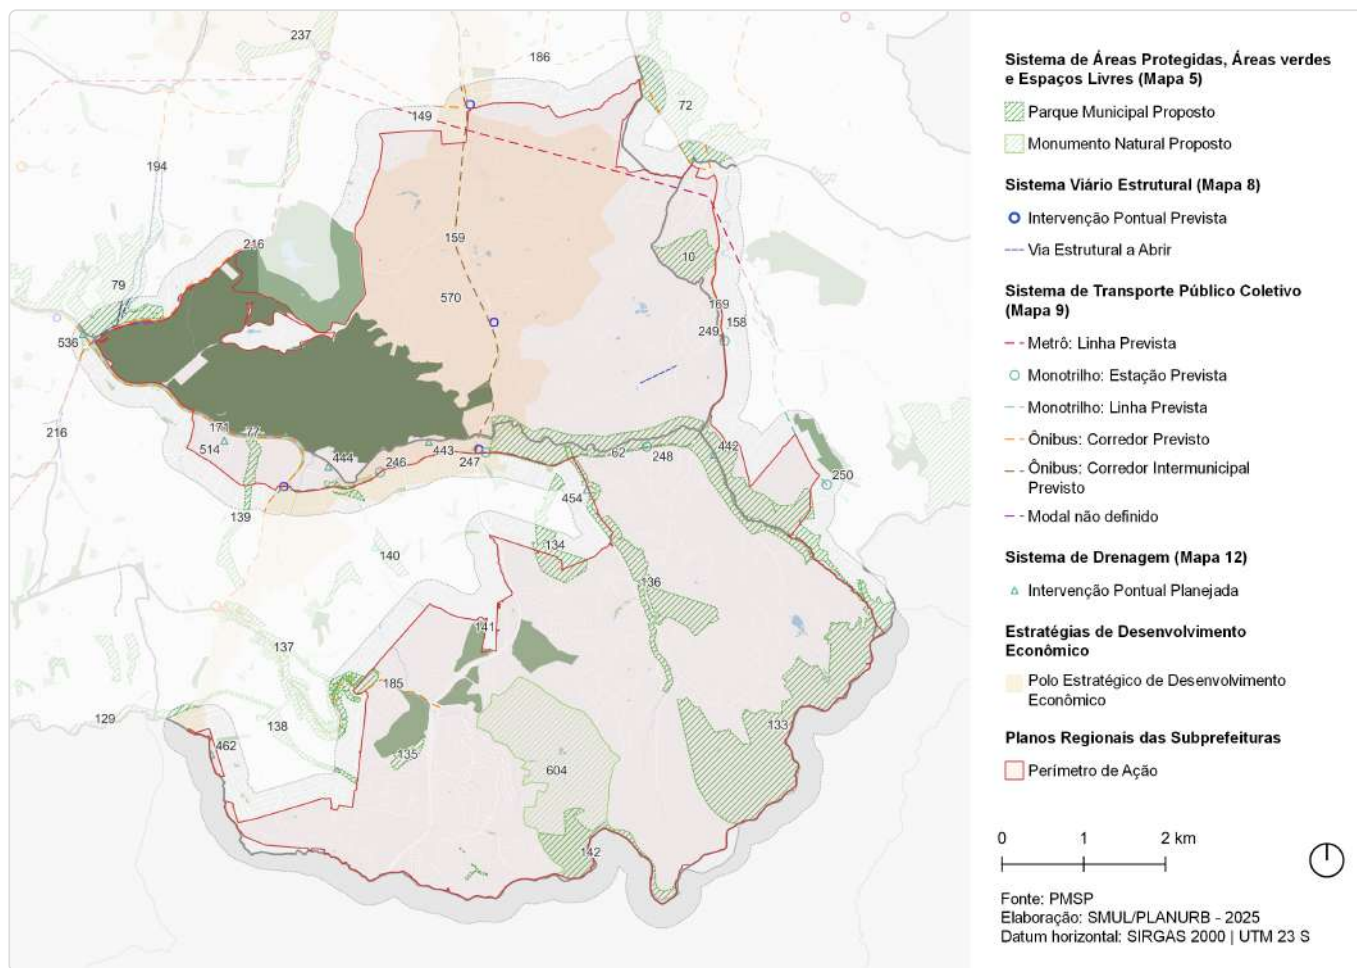 237
186
72
149
194
159
216
10
79
570
169
158
249
536
216
171
77
514
444
246
443
247
62
248
442
250
454
139
140
134
136
141
137
185
129
138
462
133
135
604
142
Sistema de Áreas Protegidas, Áreas verdes
e Espaços Livres (Mapa 5)
Parque Municipal Proposto
Monumento Natural Proposto
Sistema Viário Estrutural (Mapa 8)
Intervenção Pontual Prevista
Via Estrutural a Abrir
Sistema de Transporte Público Coletivo
(Mapa 9)
Metrô: Linha Prevista
Monotrilho: Estação Prevista
Monotrilho: Linha Prevista
Ônibus: Corredor Previsto
Ônibus: Corredor Intermunicipal
Previsto
Modal não definido
Sistema de Drenagem (Mapa 12)
Intervenção Pontual Planejada
Estratégias de Desenvolvimento
Econômico
Polo Estratégico de Desenvolvimento
Econômico
Planos Regionais das Subprefeituras
Perímetro de Ação
0 1 2 km
Fonte: PMSP
Elaboração: SMUL/PLANURB - 2025
Datum horizontal: SIRGAS 2000 | UTM 23 S